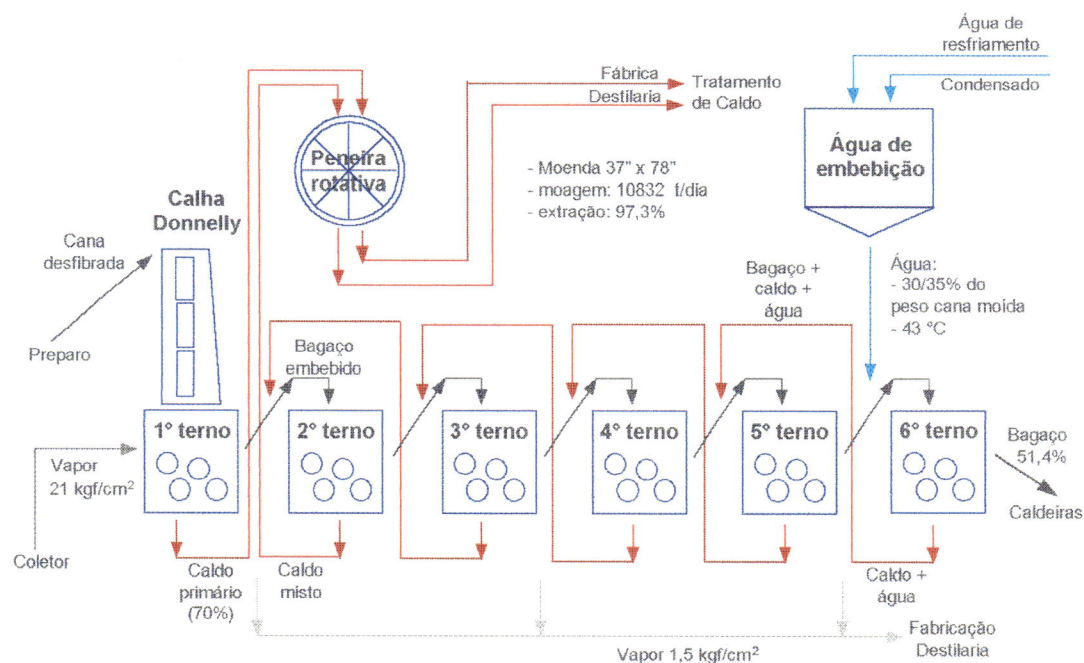 Água de
resfriamento
Condensado
Fábrica
Destilaria
Tratamento
de Caldo
Água de
embebição
Peneira
rotativa
- Moenda 37" x 78"
- moagem: 10832 t/dia
- extração: 97,3%
Calha
Donnelly
Cana
desfibrada
Preparo
Bagaço +
caldo +
água
Água:
- 30/35% do
peso cana moída
- 43 °C
Bagaço
embebido
1° terno
2° terno
3° terno
4° terno
5° terno
6° terno
Vapor
21 kgf/cm²
Coletor
Bagaço
51,4%
Caldeiras
Caldo
primário
(70%)
Caldo
misto
Caldo +
água
Vapor 1,5 kgf/cm²
Fabricação
Destilaria